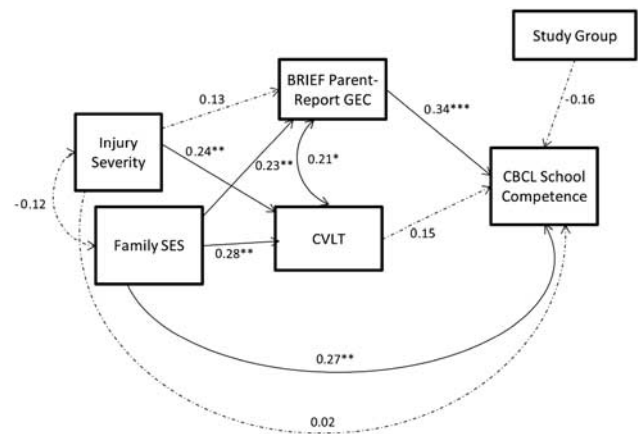 Study Group
BRIEF Parent-
Report GEC
0.13
0.34***
-0.16
Injury
Severity
0.24**
0.23**
0.21*
CBCL School
Competence
-0.12
Family SES
0.28**
CVLT
0.15
0.27**
0.02